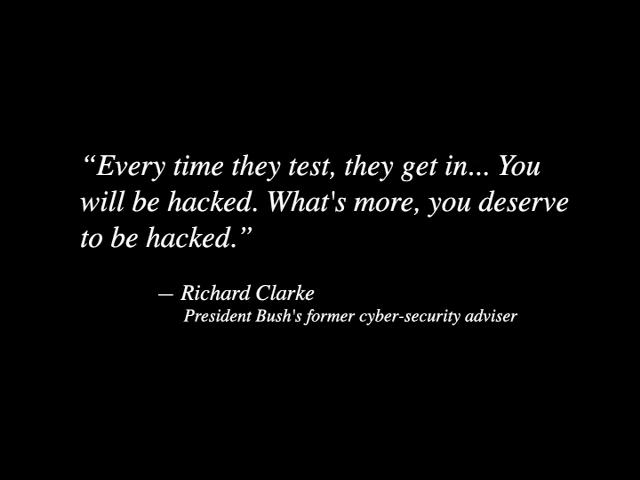 “Every time they test, they get in... You
will be hacked. What's more, you deserve
to be hacked.”
— Richard Clarke
President Bush's former cyber-security adviser